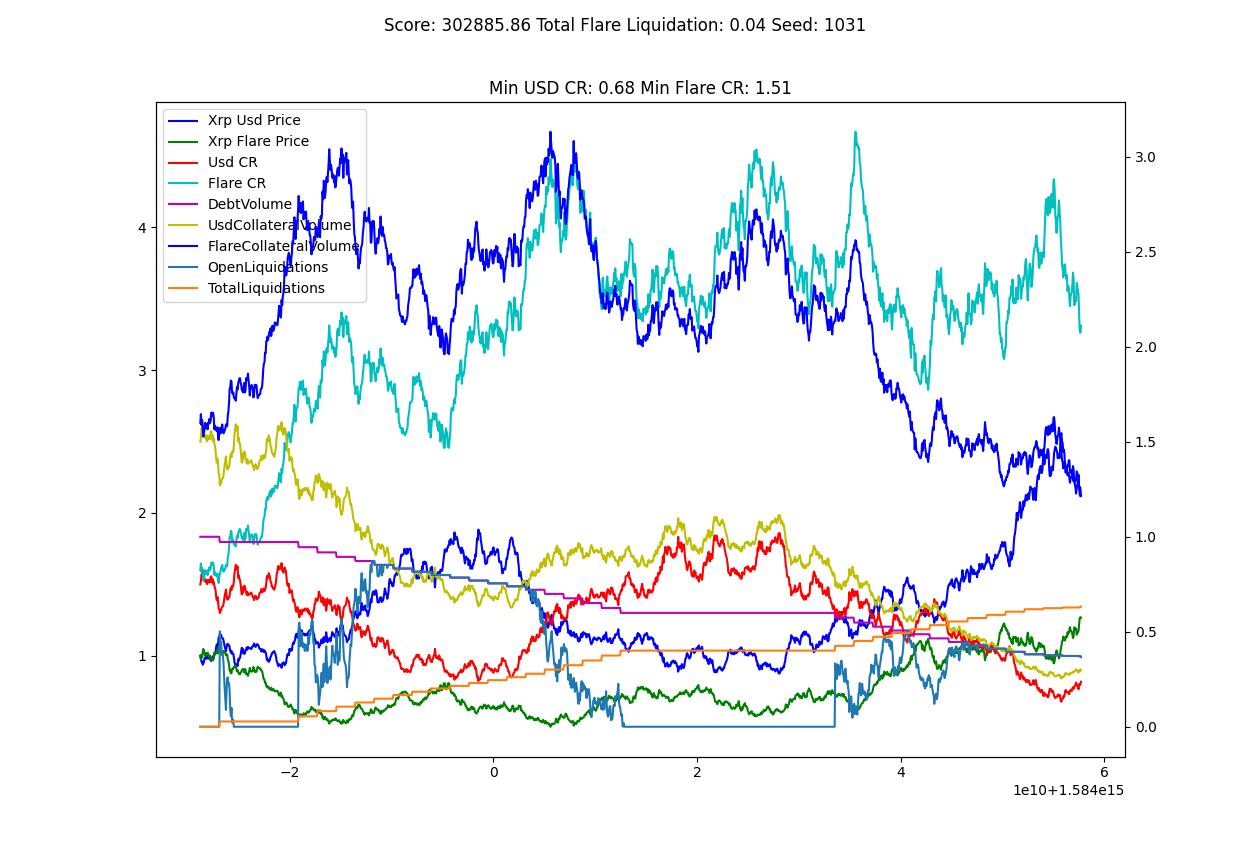 Score: 302885.86 Total Flare Liquidation: 0.04 Seed: 1031
Min USD CR: 0.68 Min Flare CR: 1.51
Xrp Usd Price
Xrp Flare Price
Usd CR
Flare CR
DebtVolume
UsdCollateralVolume
FlareCollateralVolume
OpenLiquidations
TotalLiquidations
4
3
2
1
3.0
2.5
2.0
1.5
1.0
0.5
0.0
−2
0
2
4
6
1e10+1.584e15